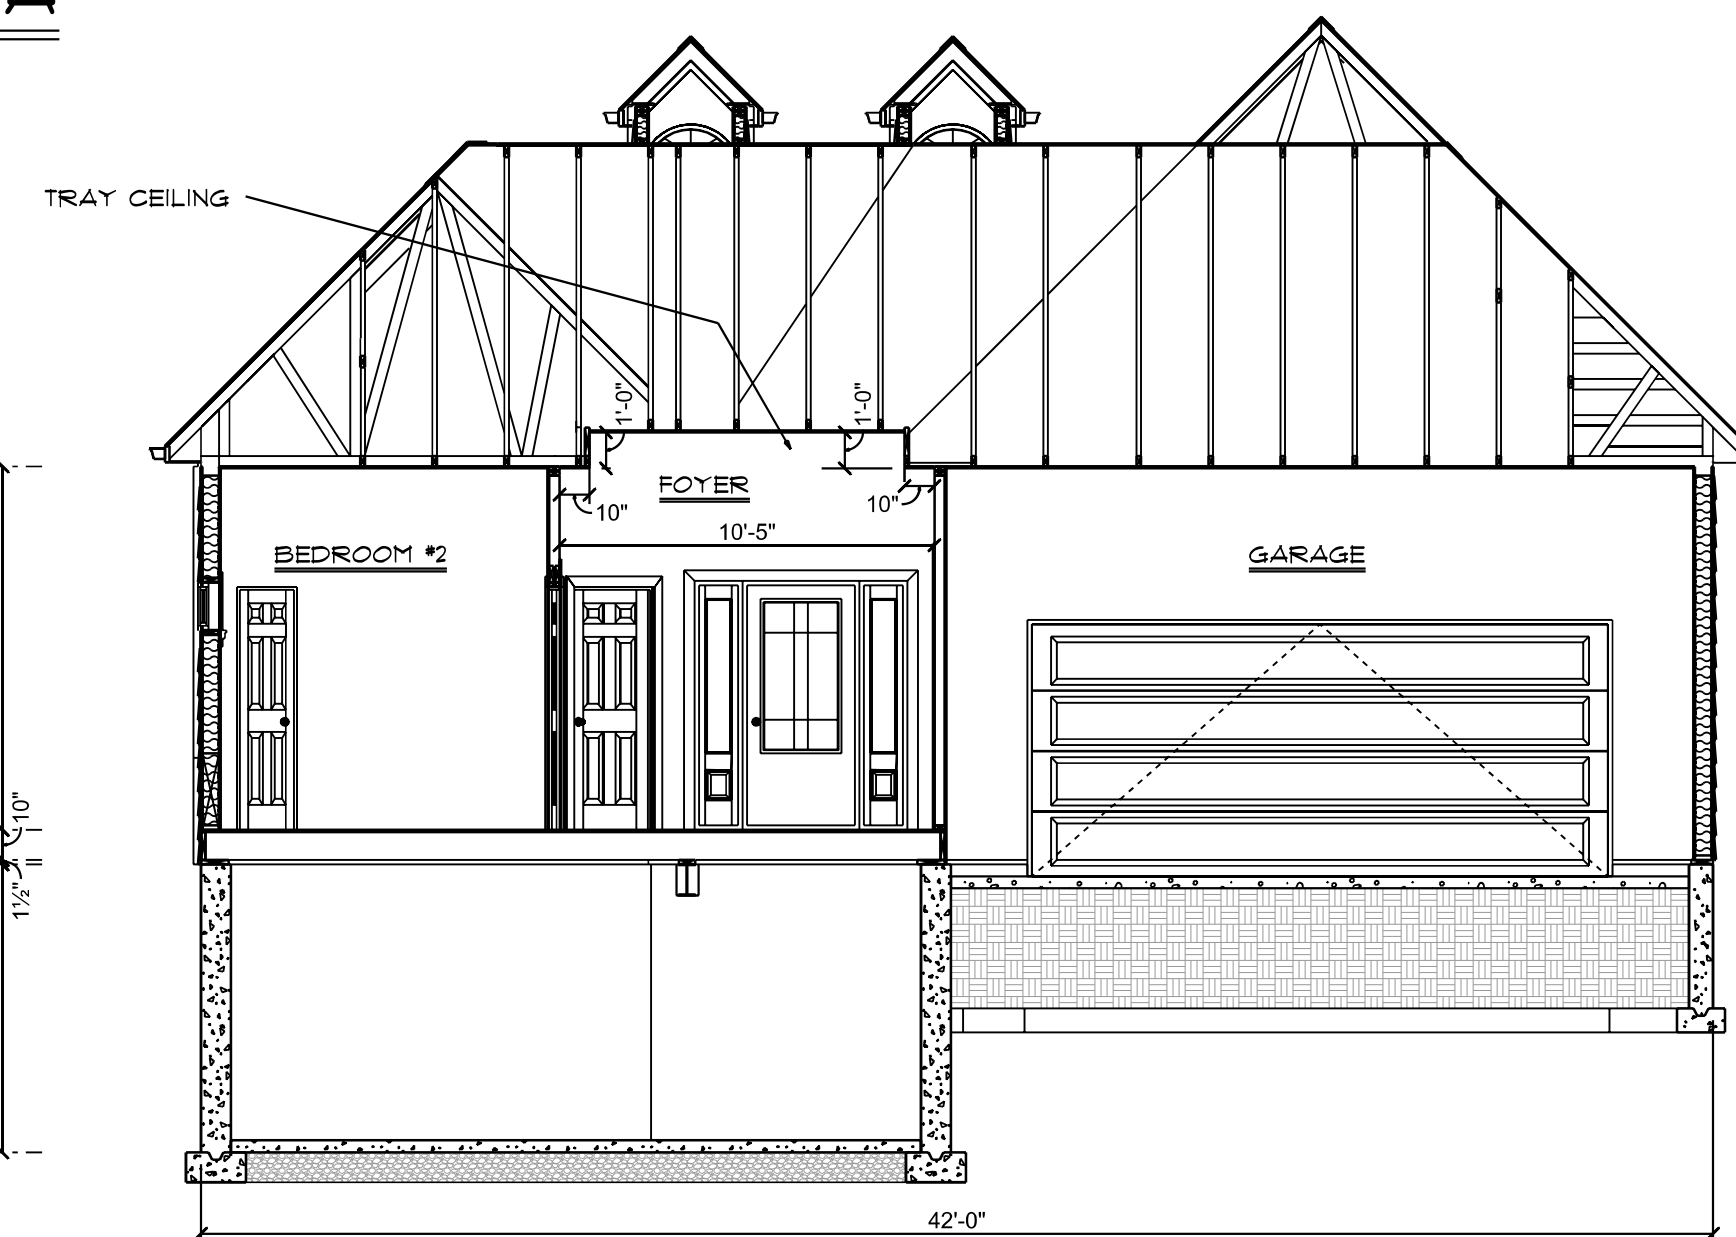 TRAY CEILING
1'-0"
1'-0"
FOYER
10"
10"
10'-5"
BEDROOM #2
GARAGE
10"
1½"
42'-0"